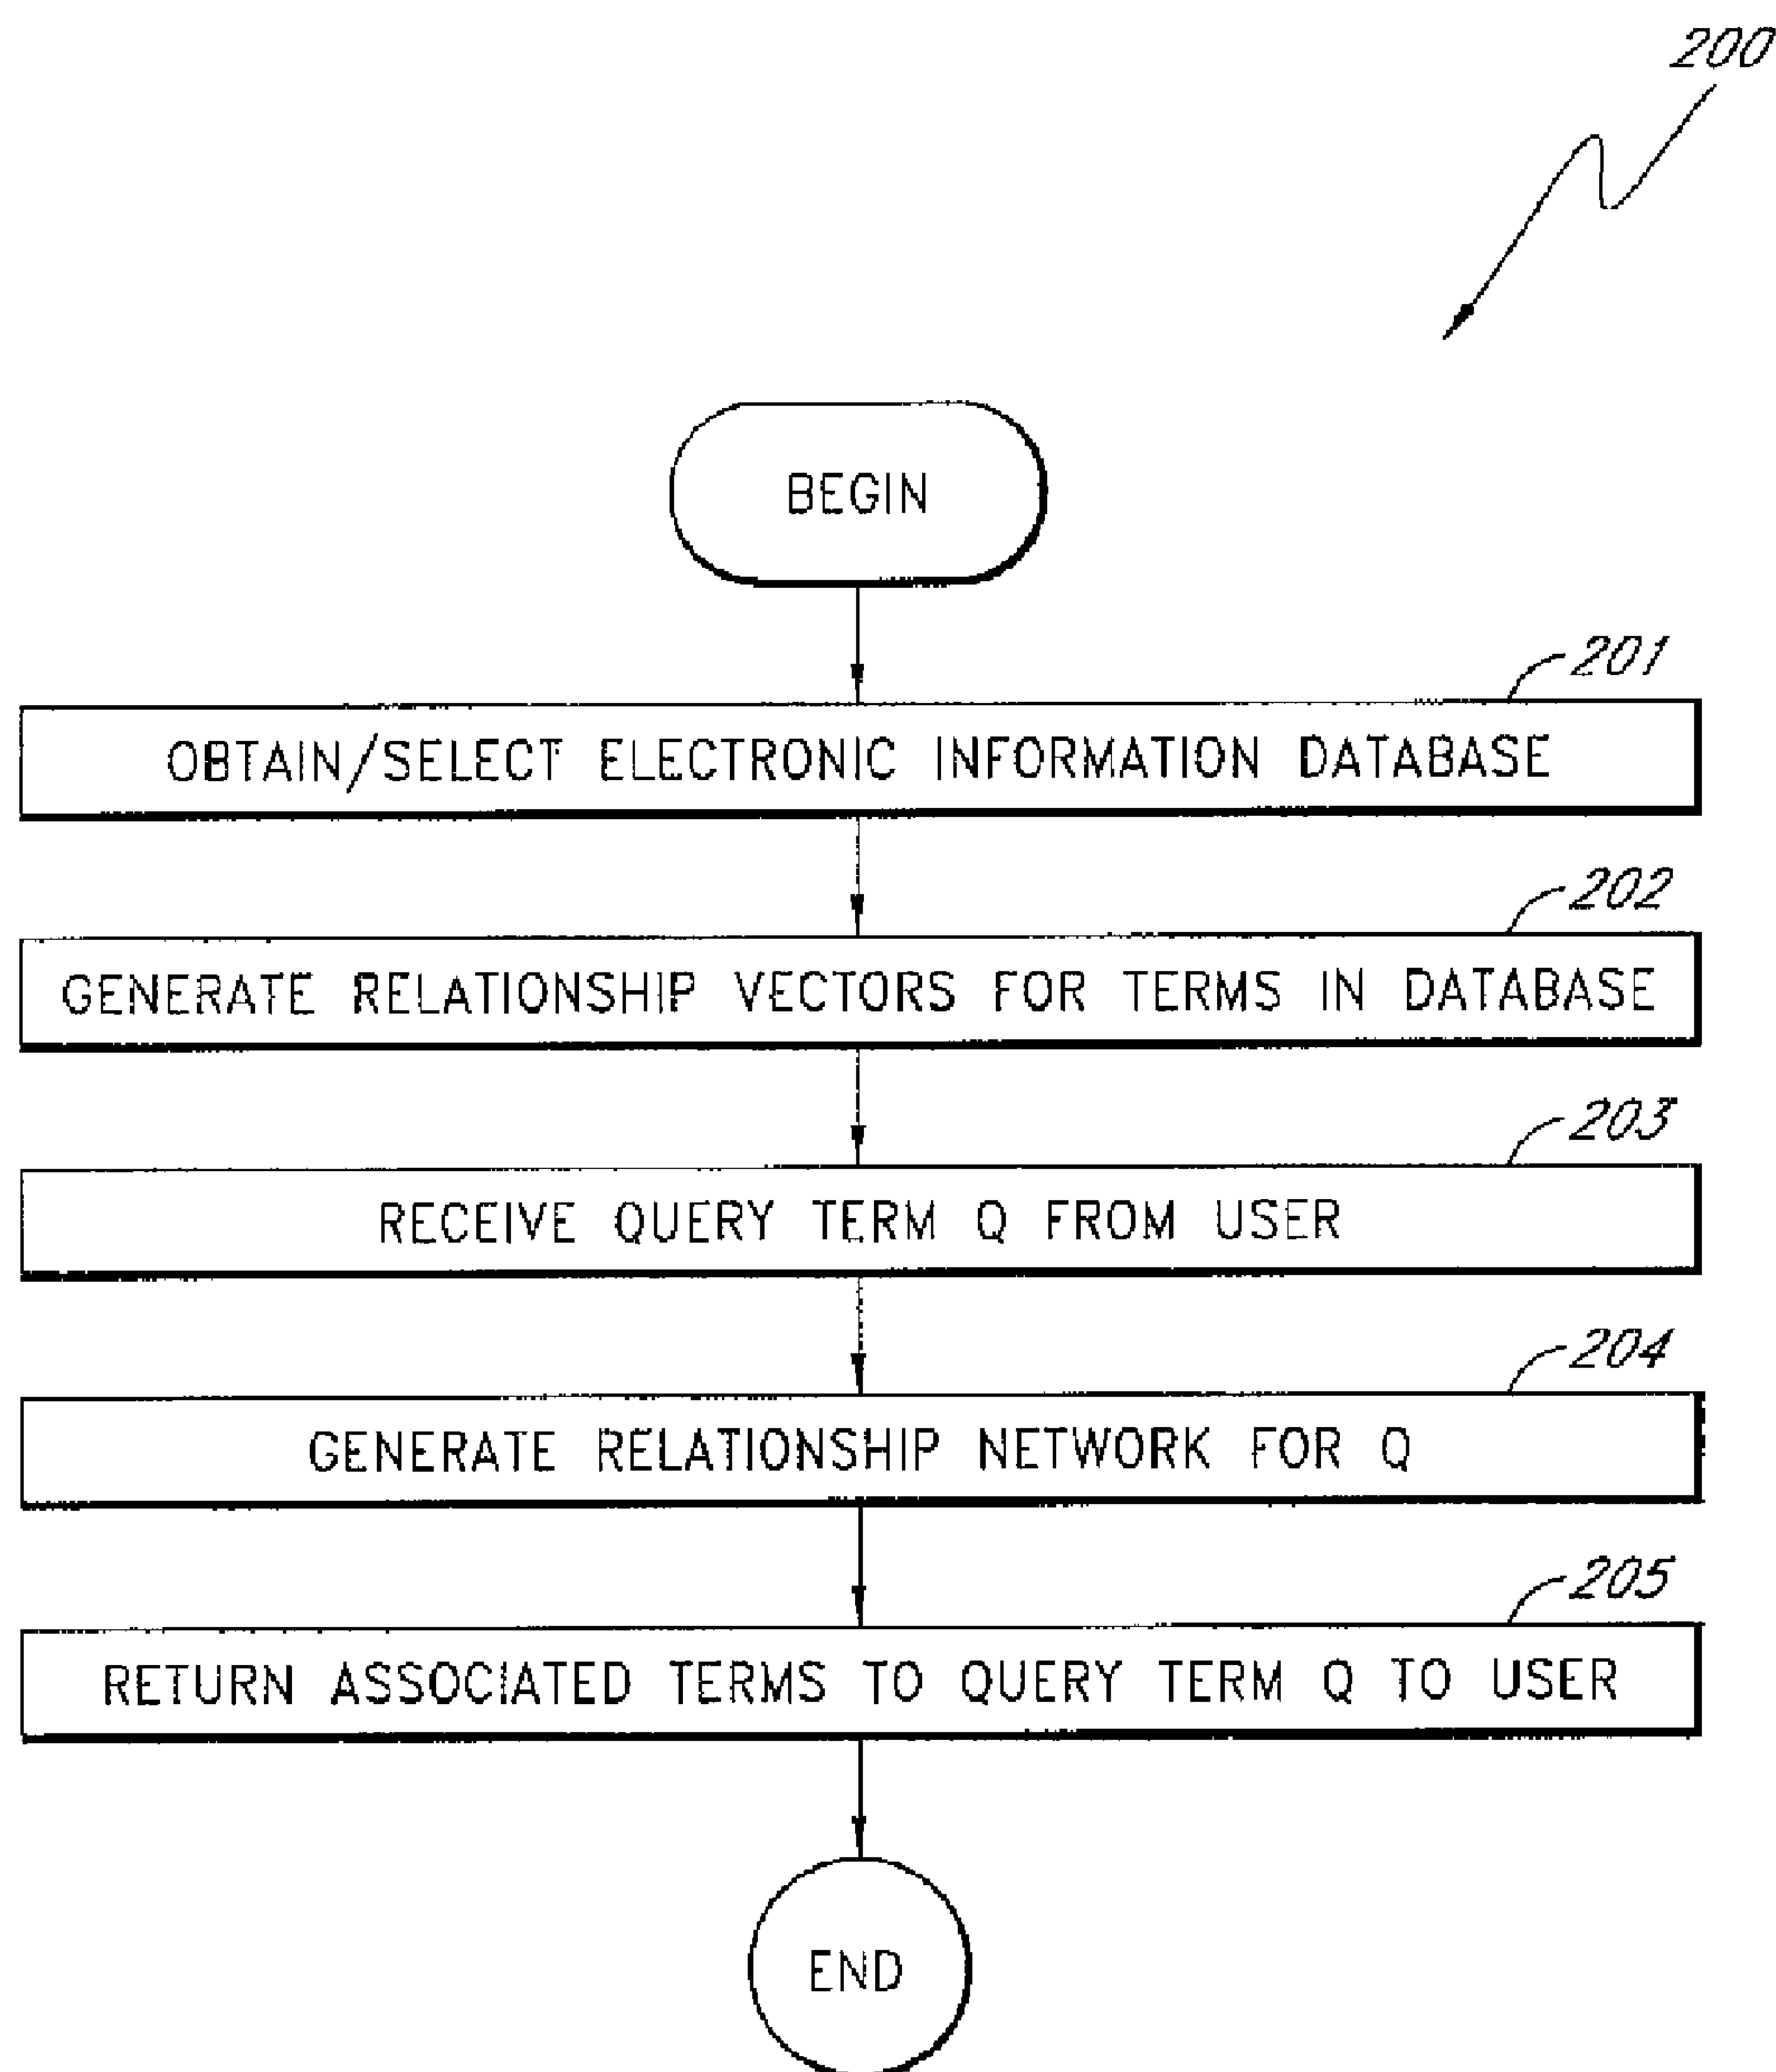 200
BEGIN
201
OBTAIN/SELECT ELECTRONIC INFORMATION DATABASE
202
GENERATE RELATIONSHIP VECTORS FOR TERMS IN DATABASE
203
RECEIVE QUERY TERM Q FROM USER
204
GENERATE RELATIONSHIP NETWORK FOR Q
205
RETURN ASSOCIATED TERMS TO QUERY TERM Q TO USER
END